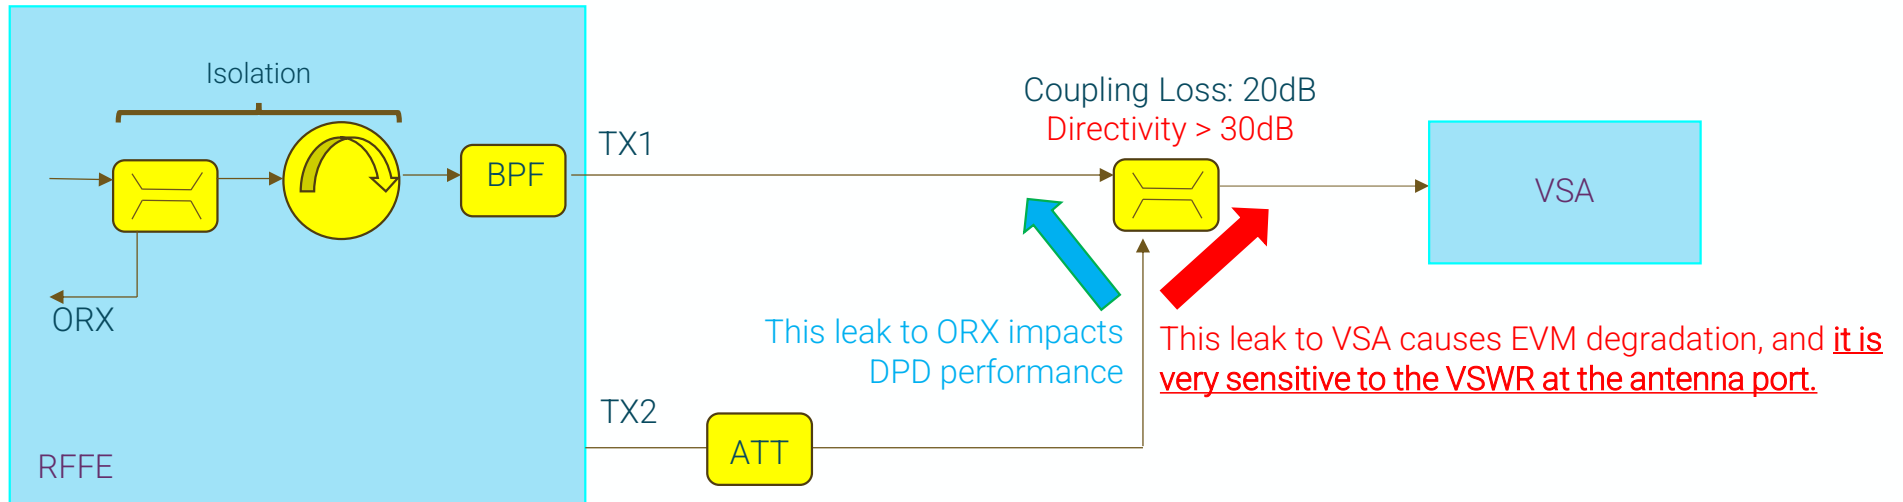 Isolation
Coupling Loss: 20dB
Directivity > 30dB
TX1
BPF
VSA
ORX
This leak to ORX impacts
DPD performance
This leak to VSA causes EVM degradation, and it is
very sensitive to the VSWR at the antenna port.
TX2
ATT
RFFE